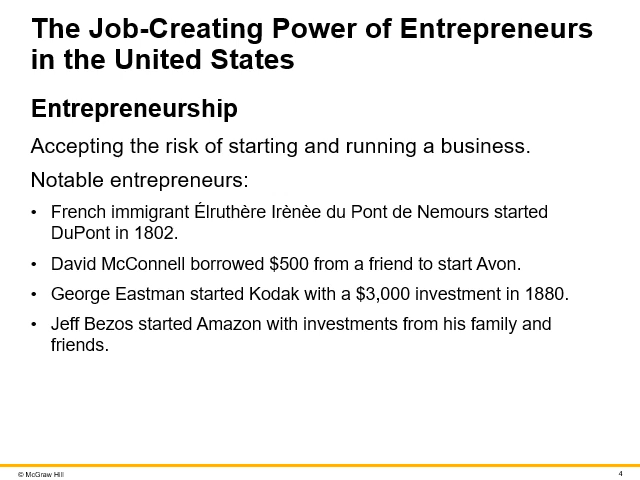 The Job-Creating Power of Entrepreneurs
in the United States
Entrepreneurship
Accepting the risk of starting and running a business.
Notable entrepreneurs:
• French immigrant Élruthère Irènèe du Pont de Nemours started
DuPont in 1802.
• David McConnell borrowed $500 from a friend to start Avon.
• George Eastman started Kodak with a $3,000 investment in 1880.
• Jeff Bezos started Amazon with investments from his family and
friends.
© McGraw Hill
4